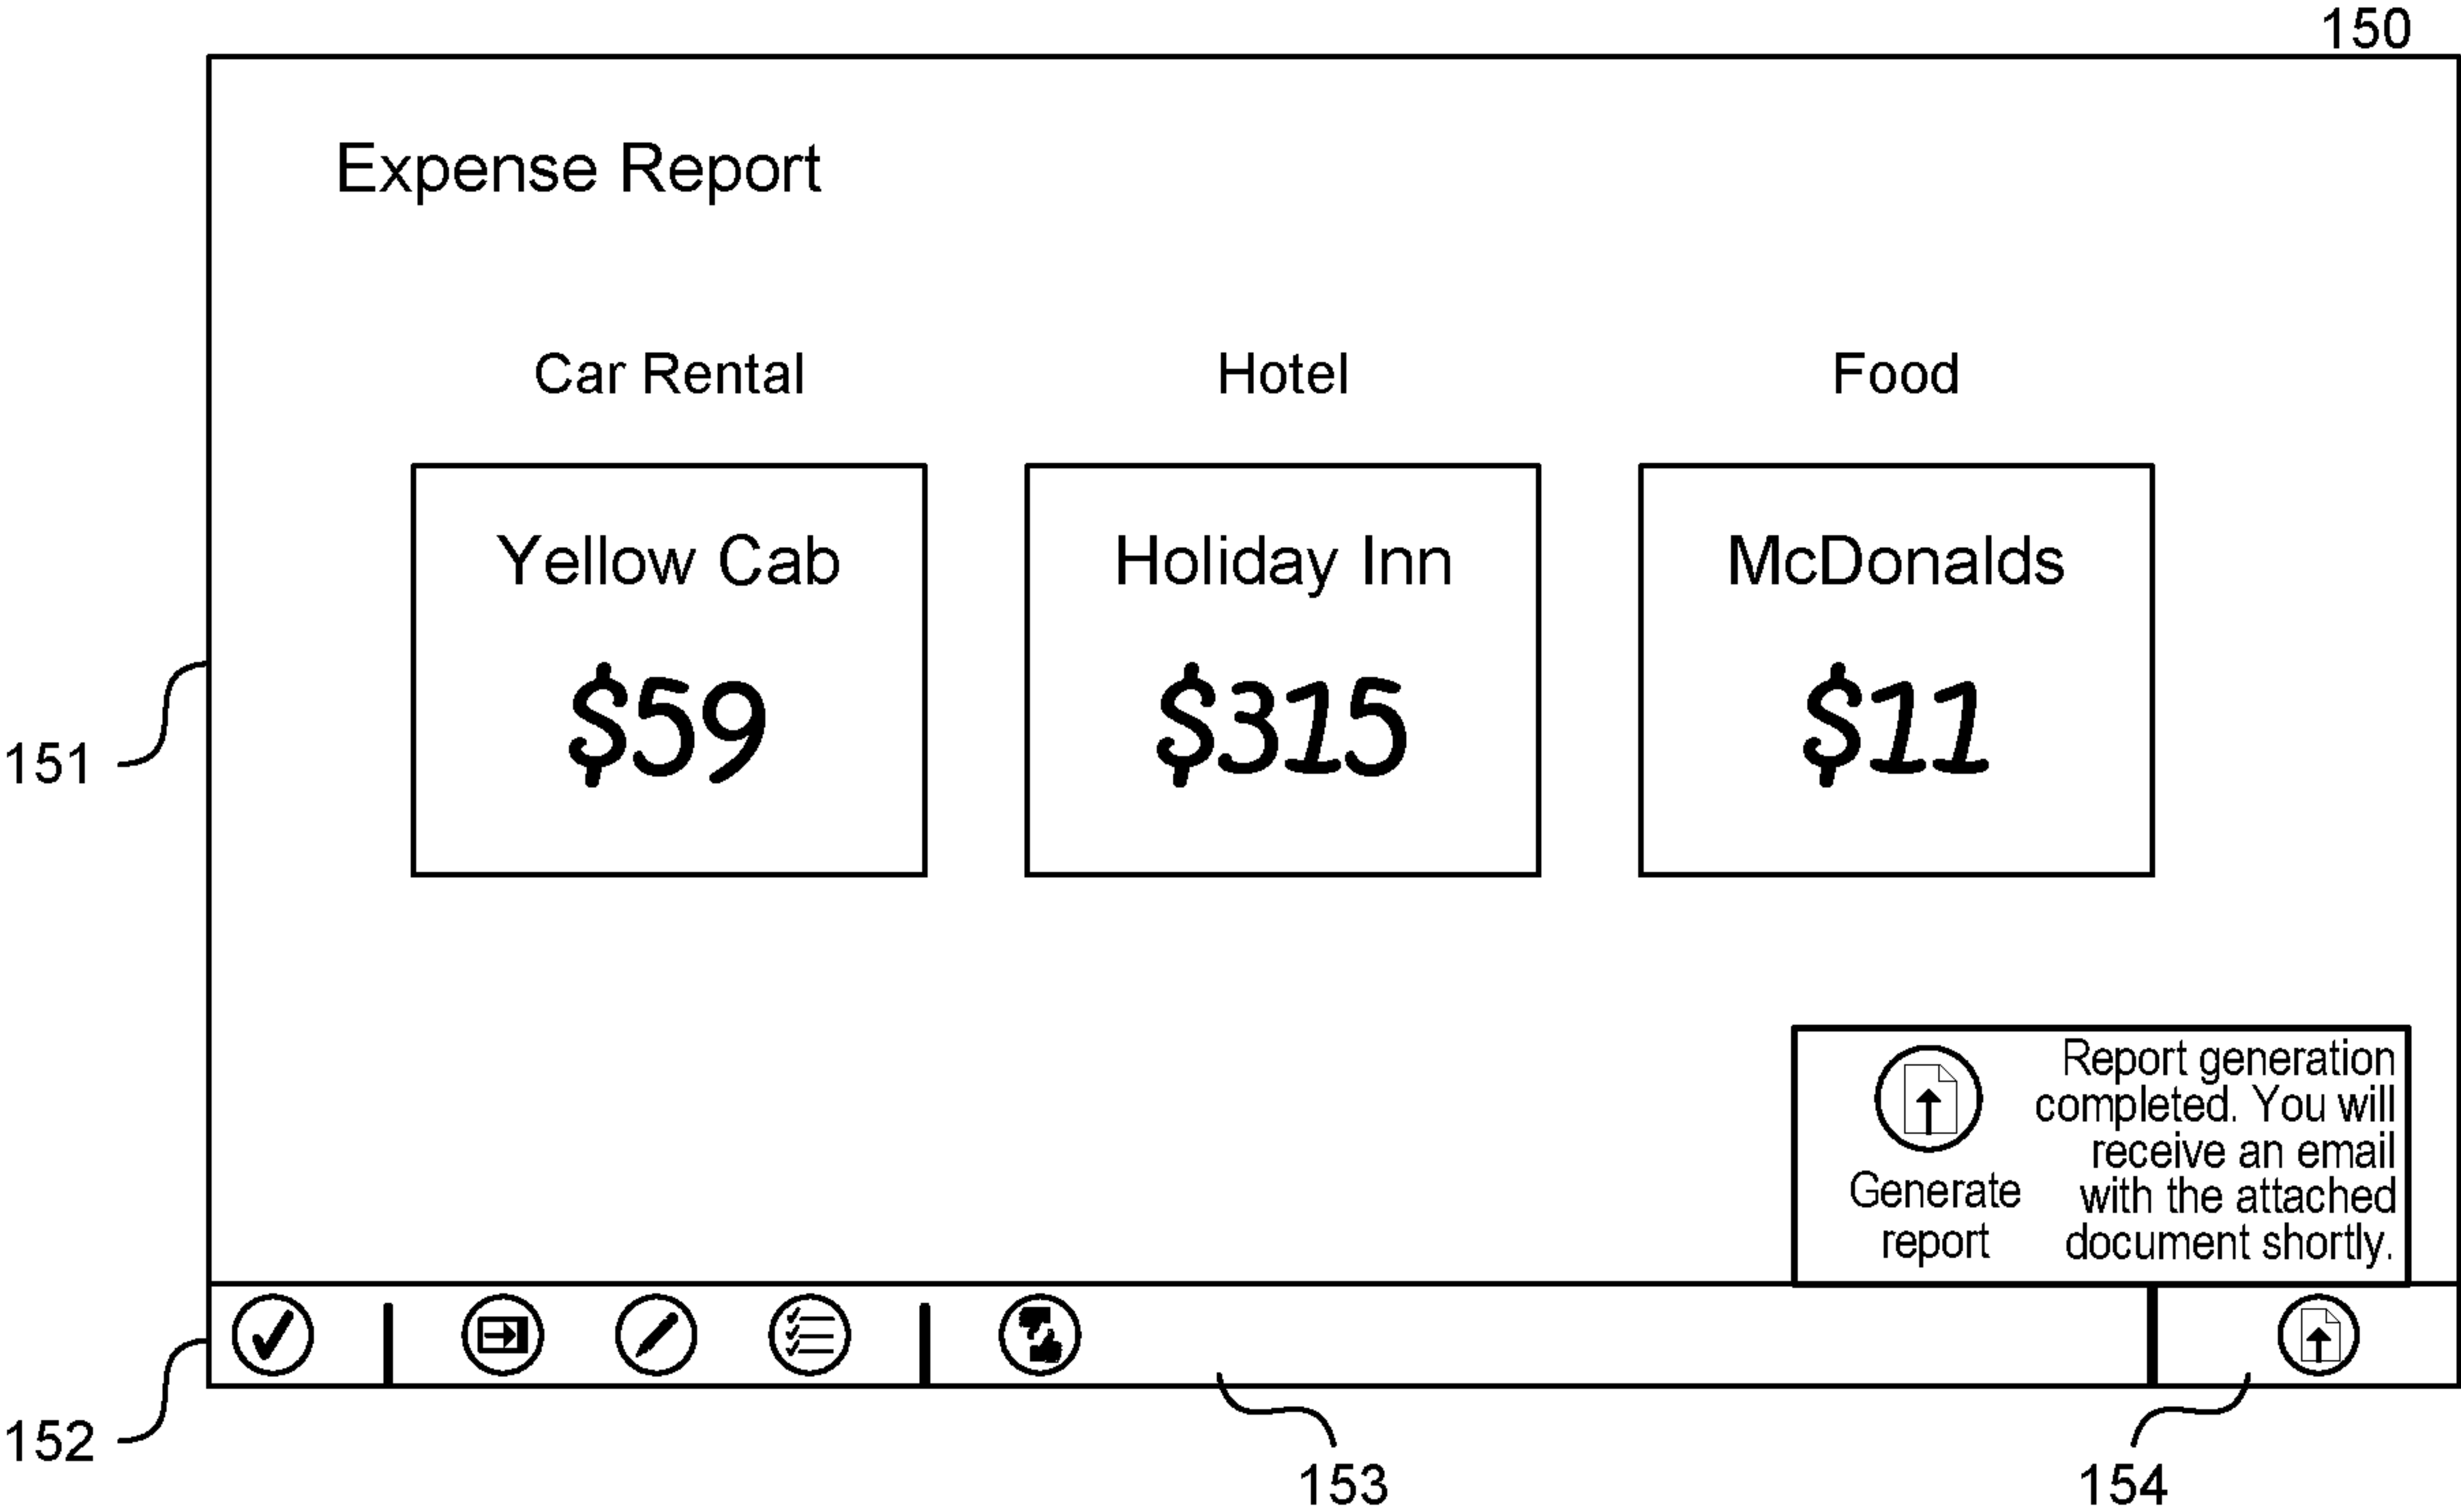 150
Expense Report
Car Rental
Hotel
Food
Yellow Cab
Holiday Inn
McDonalds
$59
$315
$11
151
Generate
report
Report generation
completed. You will
receive an email
with the attached
document shortly.
152
153
154